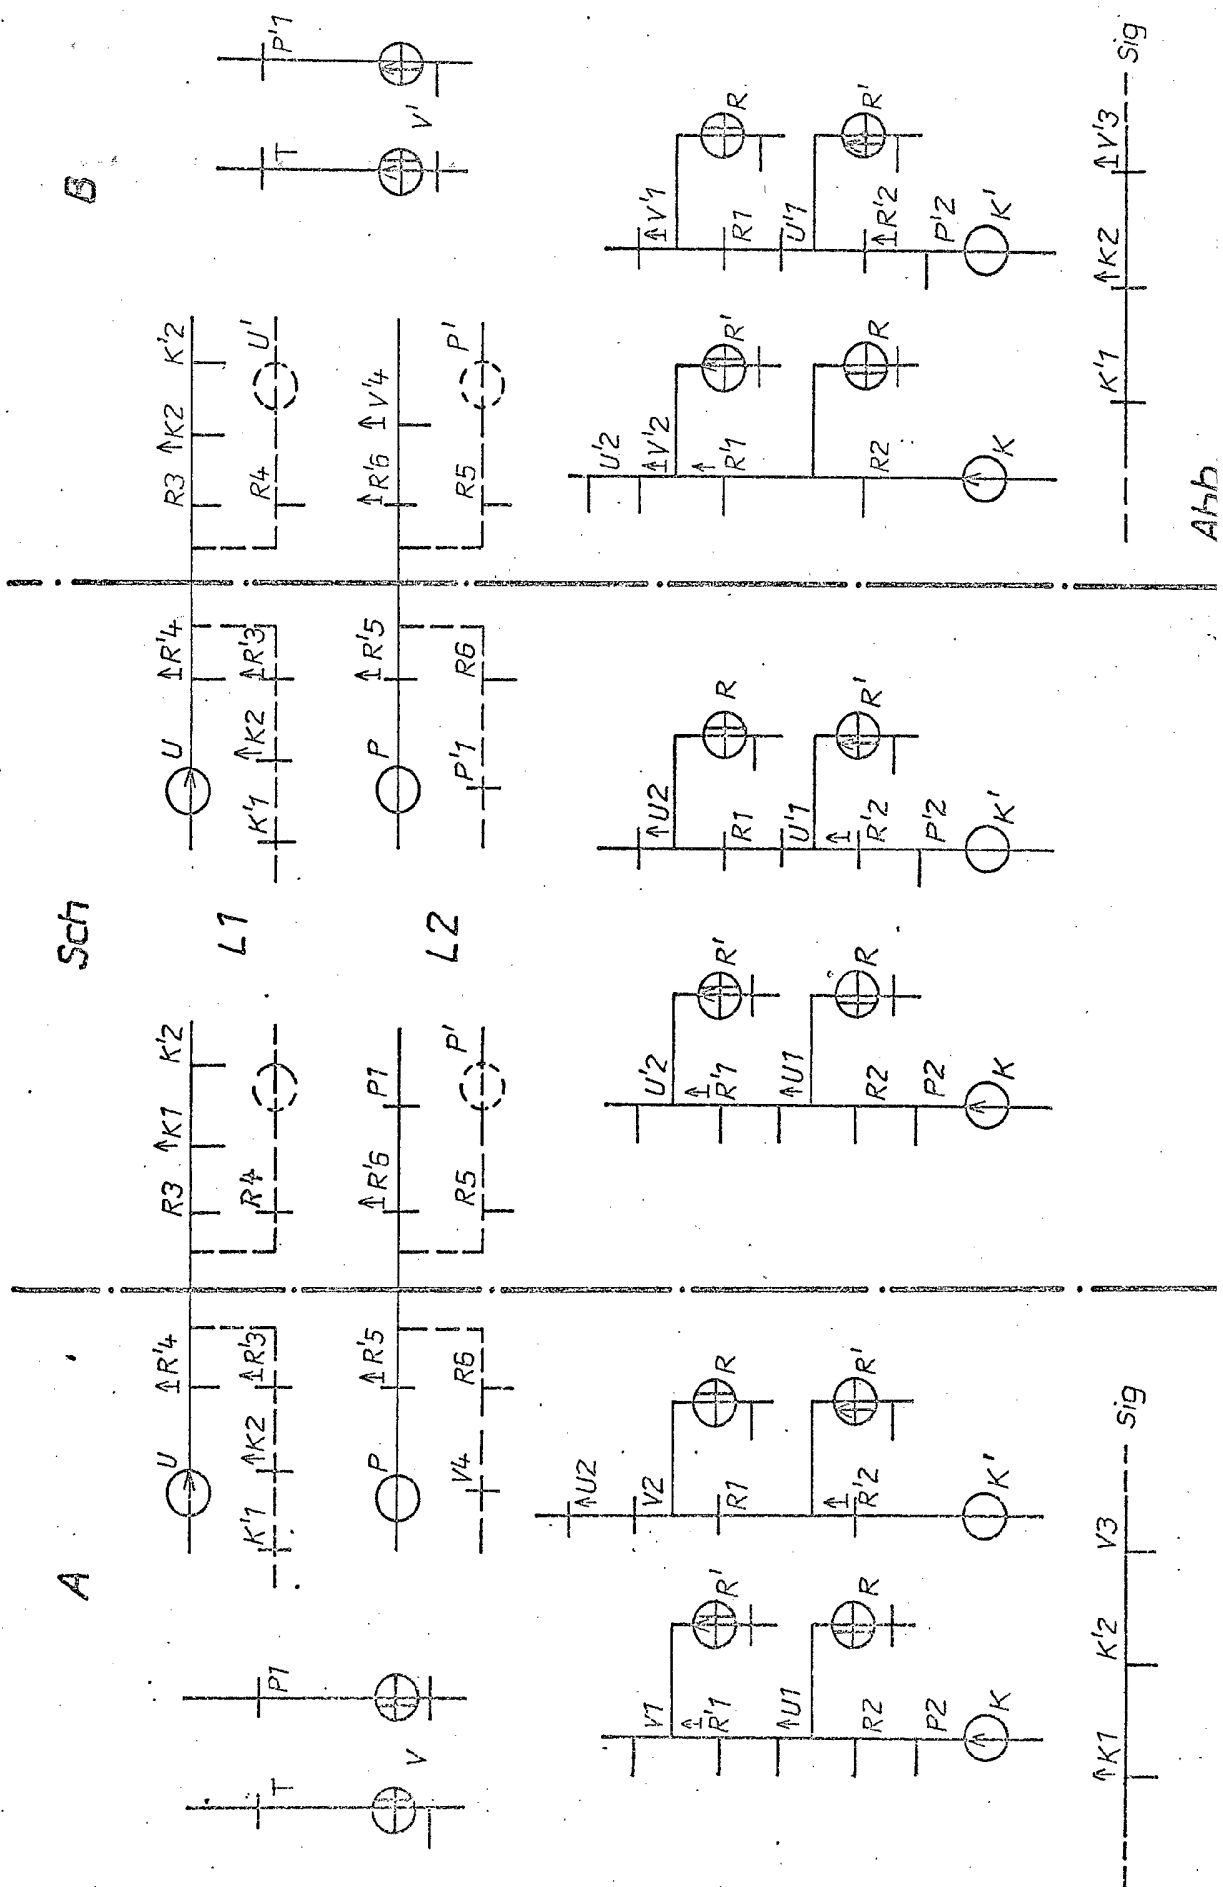 A Sch B
U ⇑R'4 R3 ↑K1 K'2 U ⇑R'4 R3 ↑K2 K'2
T P1 K'1 ↑K2 ⇑R'3 R4 L1 K'1 ↑K2 ⇑R'3 R4 U' T P'1
P ⇑R'5 ⇑R'6 P1 P ⇑R'5 ⇑R'6 ⇑V'4
V V'
V4 R6 R5 P' L2 P'1 R6 R5 P'
⇑U2 U'2
V1 V2 U'2 ⇑U2 ⇑V'2 ⇑V'1
⇑R'1 R' R1 R ⇑R'1 R' R1 R ↑R'1 R' R1 R
⇑U1 ⇑U1 U'1 U'1
R2 R ⇑R'2 R' R2 R ⇑R'2 R' R2 R ⇑R'2 R'
P2 P2 P'2 P'2
K K' K K' K K'
↑K1 K'2 V3 Sig K'1 ↑K2 ⇑V'3 Sig
Abb